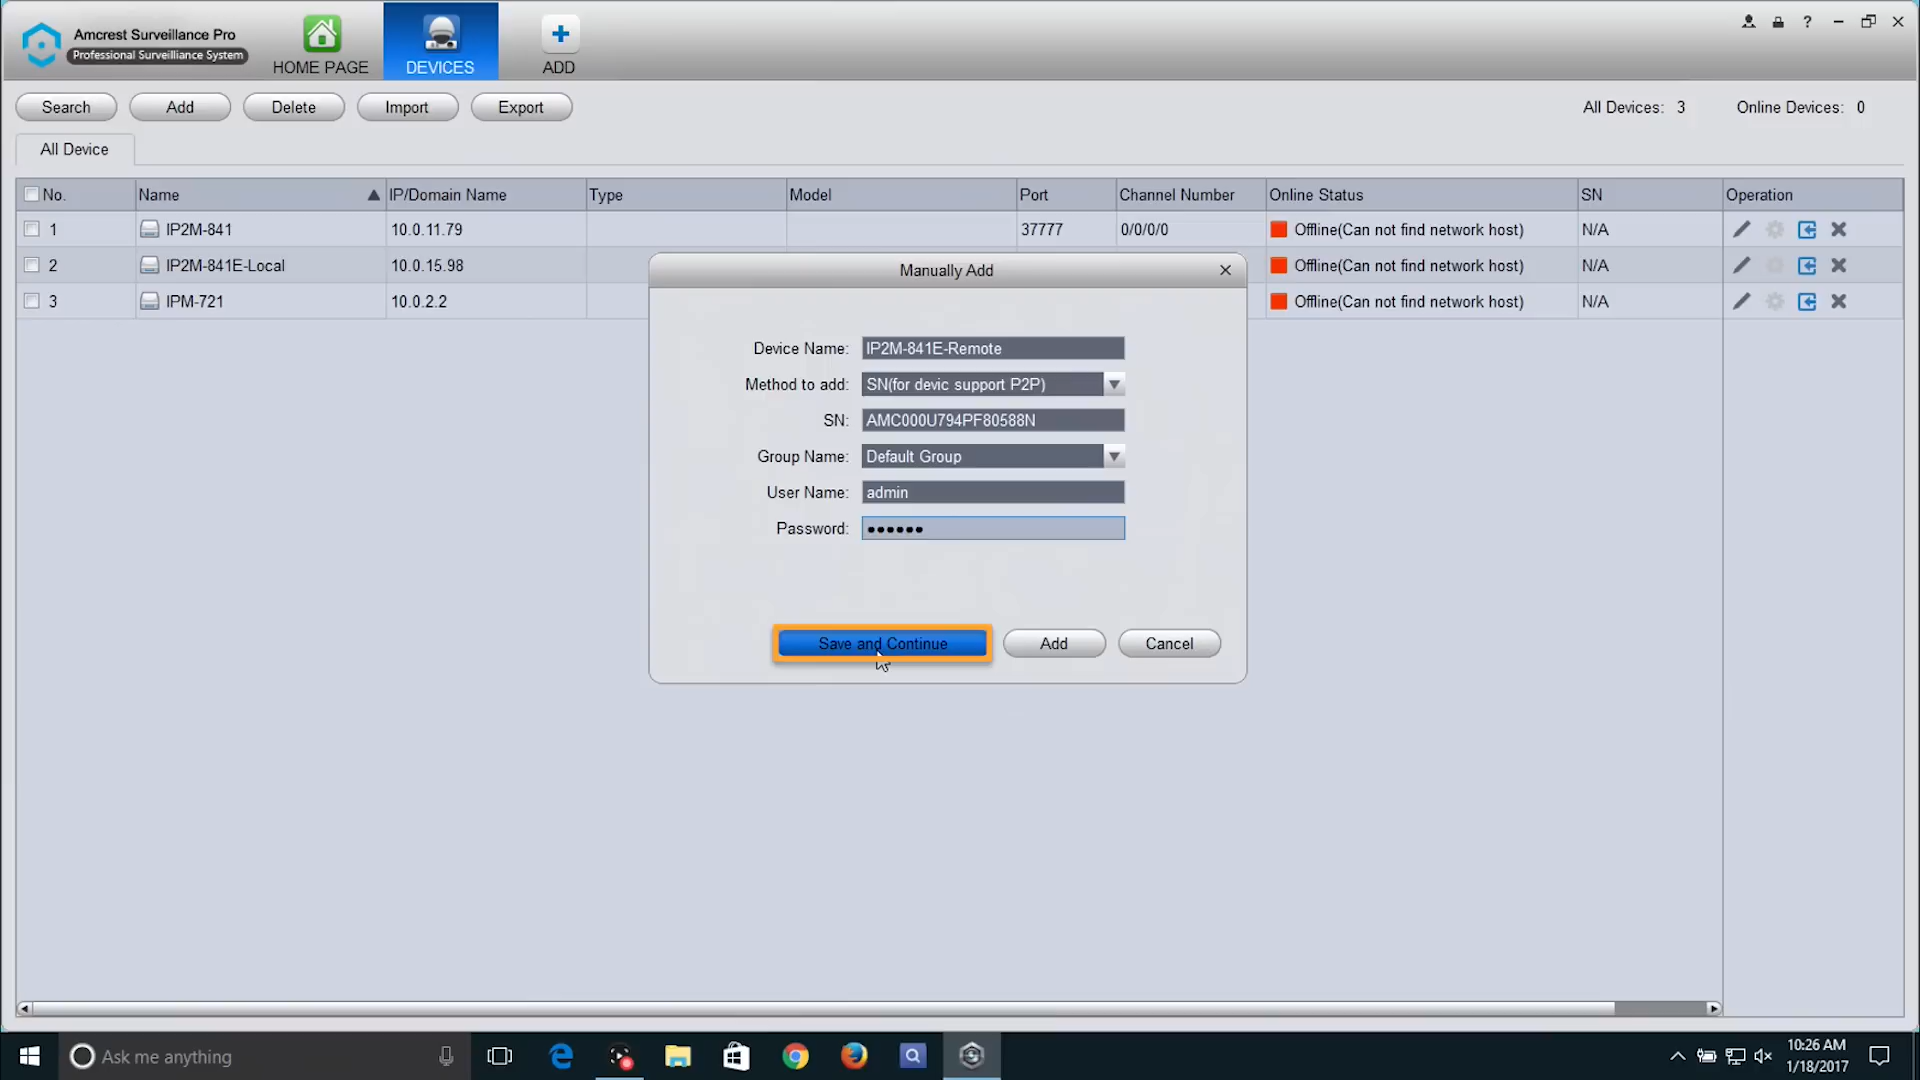 Amcrest Surveillance Pro
Professional Surveilliance System
HOME PAGE
DEVICES
ADD
Search
Add
Delete
Import
Export
All Devices: 3
Online Devices: 0
All Device
No. Name IP/Domain Name Type Model Port Channel Number Online Status SN Operation
1 IP2M-841 10.0.11.79 37777 0/0/0/0 Offline(Can not find network host) N/A
2 IP2M-841E-Local 10.0.15.98 Offline(Can not find network host) N/A
3 IPM-721 10.0.2.2 Offline(Can not find network host) N/A
Manually Add
Device Name: IP2M-841E-Remote
Method to add: SN(for devic support P2P)
SN: AMC000U794PF80588N
Group Name: Default Group
User Name: admin
Password: ●●●●●●
Save and Continue
Add
Cancel
Ask me anything
10:26 AM
1/18/2017